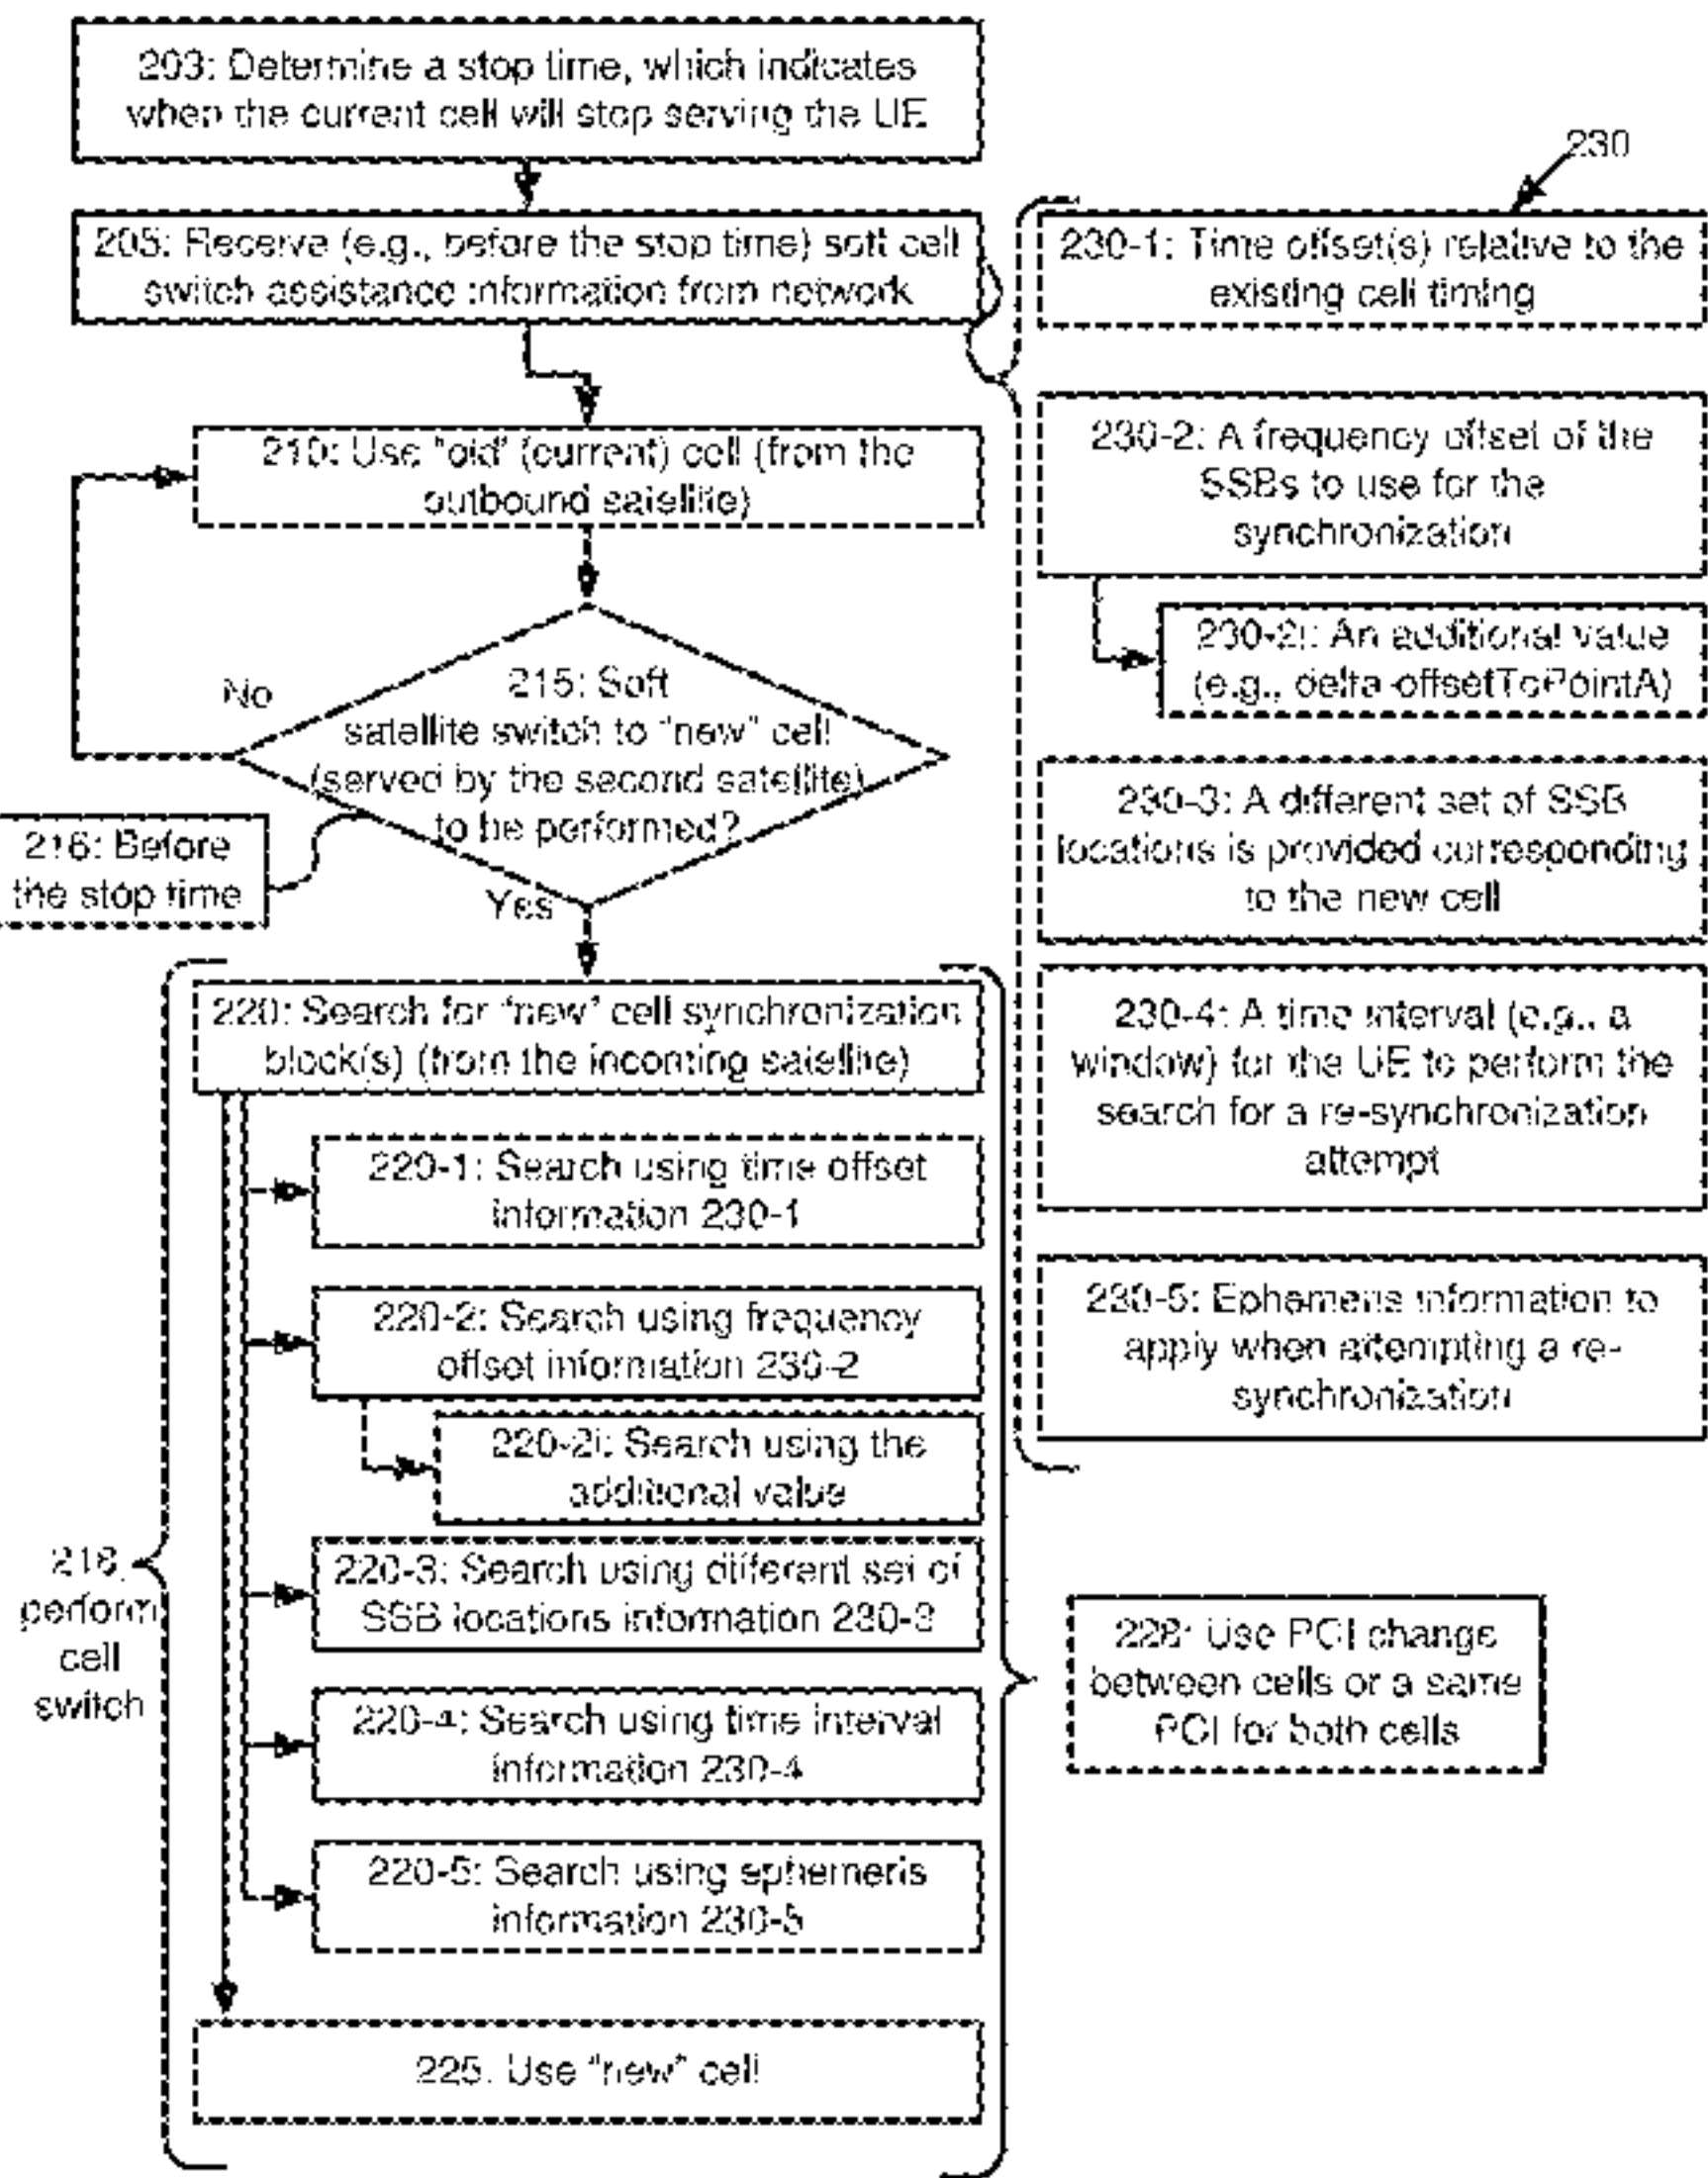 203: Determine a stop time, which indicates
when the current cell will stop serving the UE
205: Receive (e.g., before the stop time) soft cell
switch assistance information from network
210: Use "old" (current) cell (from the
outbound satellite)
No
215: Soft
satellite switch to "new" cell
(served by the second satellite)
to be performed?
216: Before
the stop time
Yes
220: Search for "new" cell synchronization
block(s) (from the incoming satellite)
220-1: Search using time offset
information 230-1
220-2: Search using frequency
offset information 230-2
220-2i: Search using the
additional value
220-3: Search using different set of
SSB locations information 230-3
220-4: Search using time interval
information 230-4
220-5: Search using ephemeris
information 230-5
225. Use "new" cell
218.
perform
cell
switch
230
230-1: Time offset(s) relative to the
existing cell timing
230-2: A frequency offset of the
SSBs to use for the
synchronization
230-2i: An additional value
(e.g., delta-offsetToPointA)
230-3: A different set of SSB
locations is provided corresponding
to the new cell
230-4: A time interval (e.g., a
window) for the UE to perform the
search for a re-synchronization
attempt
230-5: Ephemeris information to
apply when attempting a re-
synchronization
228: Use PCI change
between cells or a same
PCI for both cells